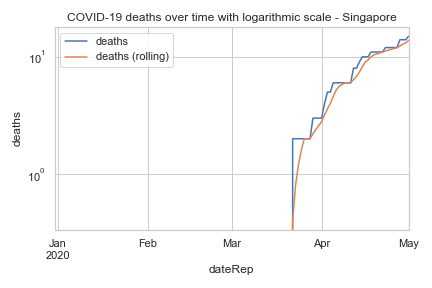 COVID-19 deaths over time with logarithmic scale - Singapore
deaths
deaths (rolling)
10¹
10⁰
deaths
Jan Feb Mar Apr May
2020
dateRep